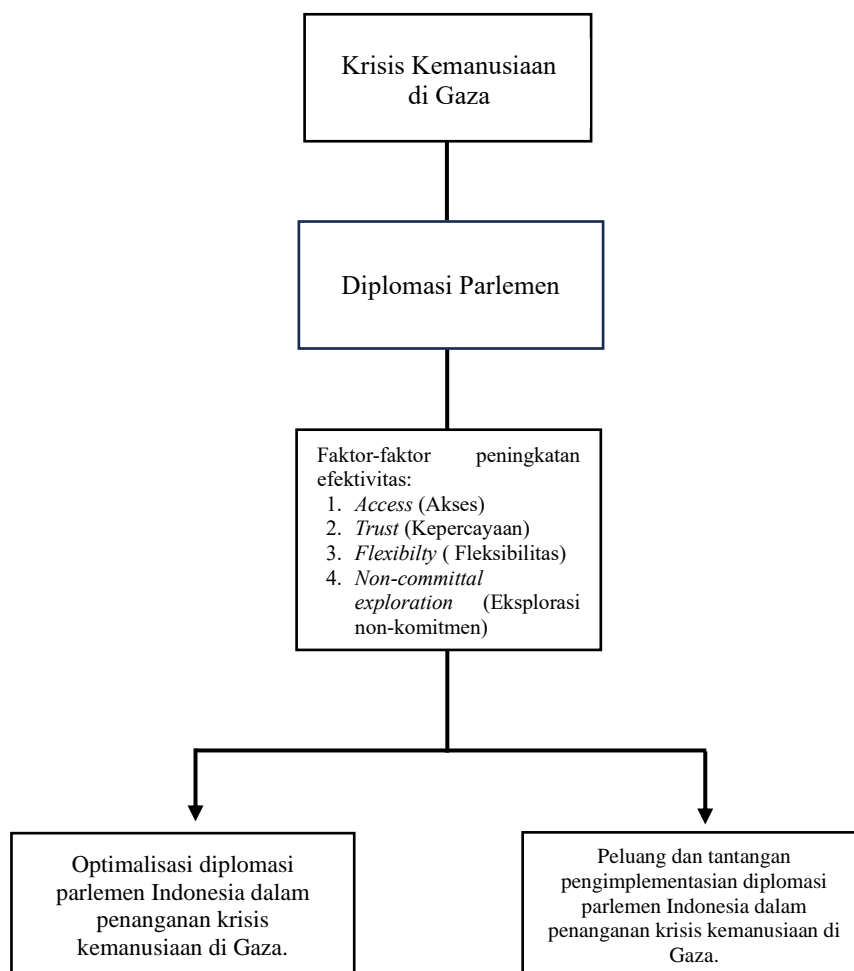 Krisis Kemanusiaan
di Gaza
Diplomasi Parlemen
Faktor-faktor peningkatan
efektivitas:
1. Access (Akses)
2. Trust (Kepercayaan)
3. Flexibilty ( Fleksibilitas)
4. Non-committal
exploration (Eksplorasi
non-komitmen)
Optimalisasi diplomasi
parlemen Indonesia dalam
penanganan krisis
kemanusiaan di Gaza.
Peluang dan tantangan
pengimplementasian diplomasi
parlemen Indonesia dalam
penanganan krisis kemanusiaan di
Gaza.